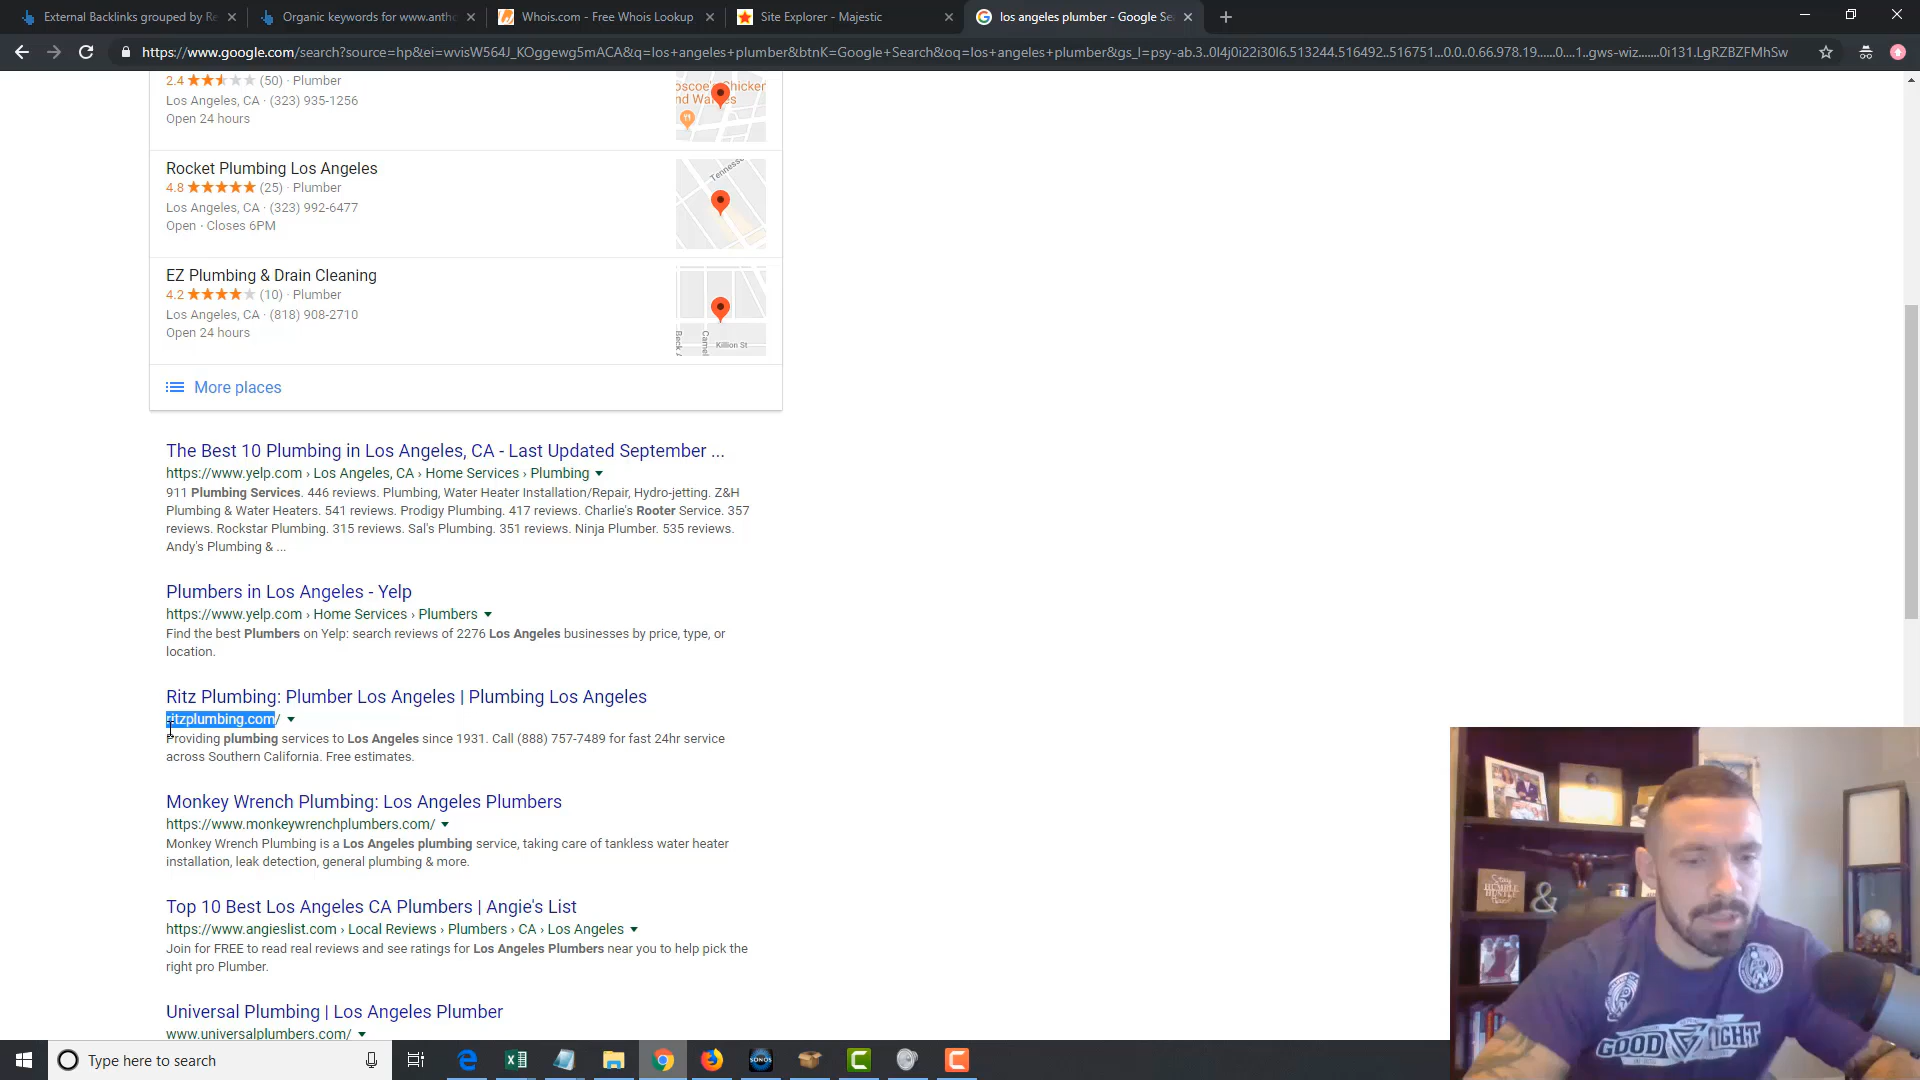 External Backlinks grouped by Re
Organic keywords for www.antho
Whois.com - Free Whois Lookup
Site Explorer - Majestic
los angeles plumber - Google Se
https://www.google.com/search?source=hp&ei=wvisW564J_KOggewg5mACA&q=los+angeles+plumber&btnK=Google+Search&oq=los+angeles+plumber&gs_l=psy-ab.3..0l4j0i22i30l6.513244.516492..516751...0.0..0.66.978.19......0....1..gws-wiz.......0i131.LgRZBZFMhSw
2.4 (50) · Plumber
Los Angeles, CA · (323) 935-1256
Open 24 hours
oscoe's Chicken
nd Waffles
Rocket Plumbing Los Angeles
4.8 (25) · Plumber
Los Angeles, CA · (323) 992-6477
Open · Closes 6PM
Tennesse
EZ Plumbing & Drain Cleaning
4.2 (10) · Plumber
Los Angeles, CA · (818) 908-2710
Open 24 hours
Killion St
More places
The Best 10 Plumbing in Los Angeles, CA - Last Updated September ...
https://www.yelp.com › Los Angeles, CA › Home Services › Plumbing
911 Plumbing Services. 446 reviews. Plumbing, Water Heater Installation/Repair, Hydro-jetting. Z&H
Plumbing & Water Heaters. 541 reviews. Prodigy Plumbing. 417 reviews. Charlie's Rooter Service. 357
reviews. Rockstar Plumbing. 315 reviews. Sal's Plumbing. 351 reviews. Ninja Plumber. 535 reviews.
Andy's Plumbing & ...
Plumbers in Los Angeles - Yelp
https://www.yelp.com › Home Services › Plumbers
Find the best Plumbers on Yelp: search reviews of 2276 Los Angeles businesses by price, type, or
location.
Ritz Plumbing: Plumber Los Angeles | Plumbing Los Angeles
ritzplumbing.com/
Providing plumbing services to Los Angeles since 1931. Call (888) 757-7489 for fast 24hr service
across Southern California. Free estimates.
Monkey Wrench Plumbing: Los Angeles Plumbers
https://www.monkeywrenchplumbers.com/
Monkey Wrench Plumbing is a Los Angeles plumbing service, taking care of tankless water heater
installation, leak detection, general plumbing & more.
Top 10 Best Los Angeles CA Plumbers | Angie's List
https://www.angieslist.com › Local Reviews › Plumbers › CA › Los Angeles
Join for FREE to read real reviews and see ratings for Los Angeles Plumbers near you to help pick the
right pro Plumber.
Universal Plumbing | Los Angeles Plumber
www.universalplumbers.com/
Stay
HUMBLE
HUSTLE
&
GOOD FIGHT
Type here to search
SONOS